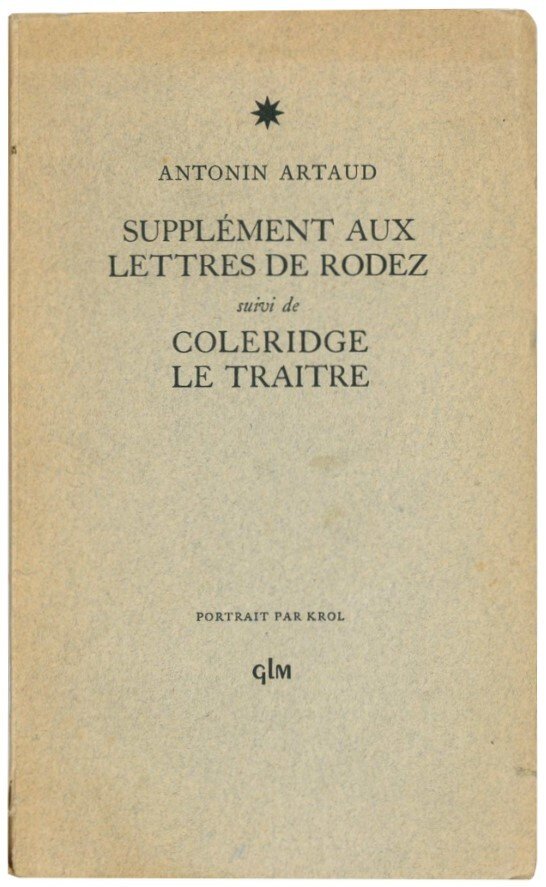 ANTONIN ARTAUD
SUPPLÉMENT AUX
LETTRES DE RODEZ
suivi de
COLERIDGE
LE TRAITRE
PORTRAIT PAR KROL
GLM